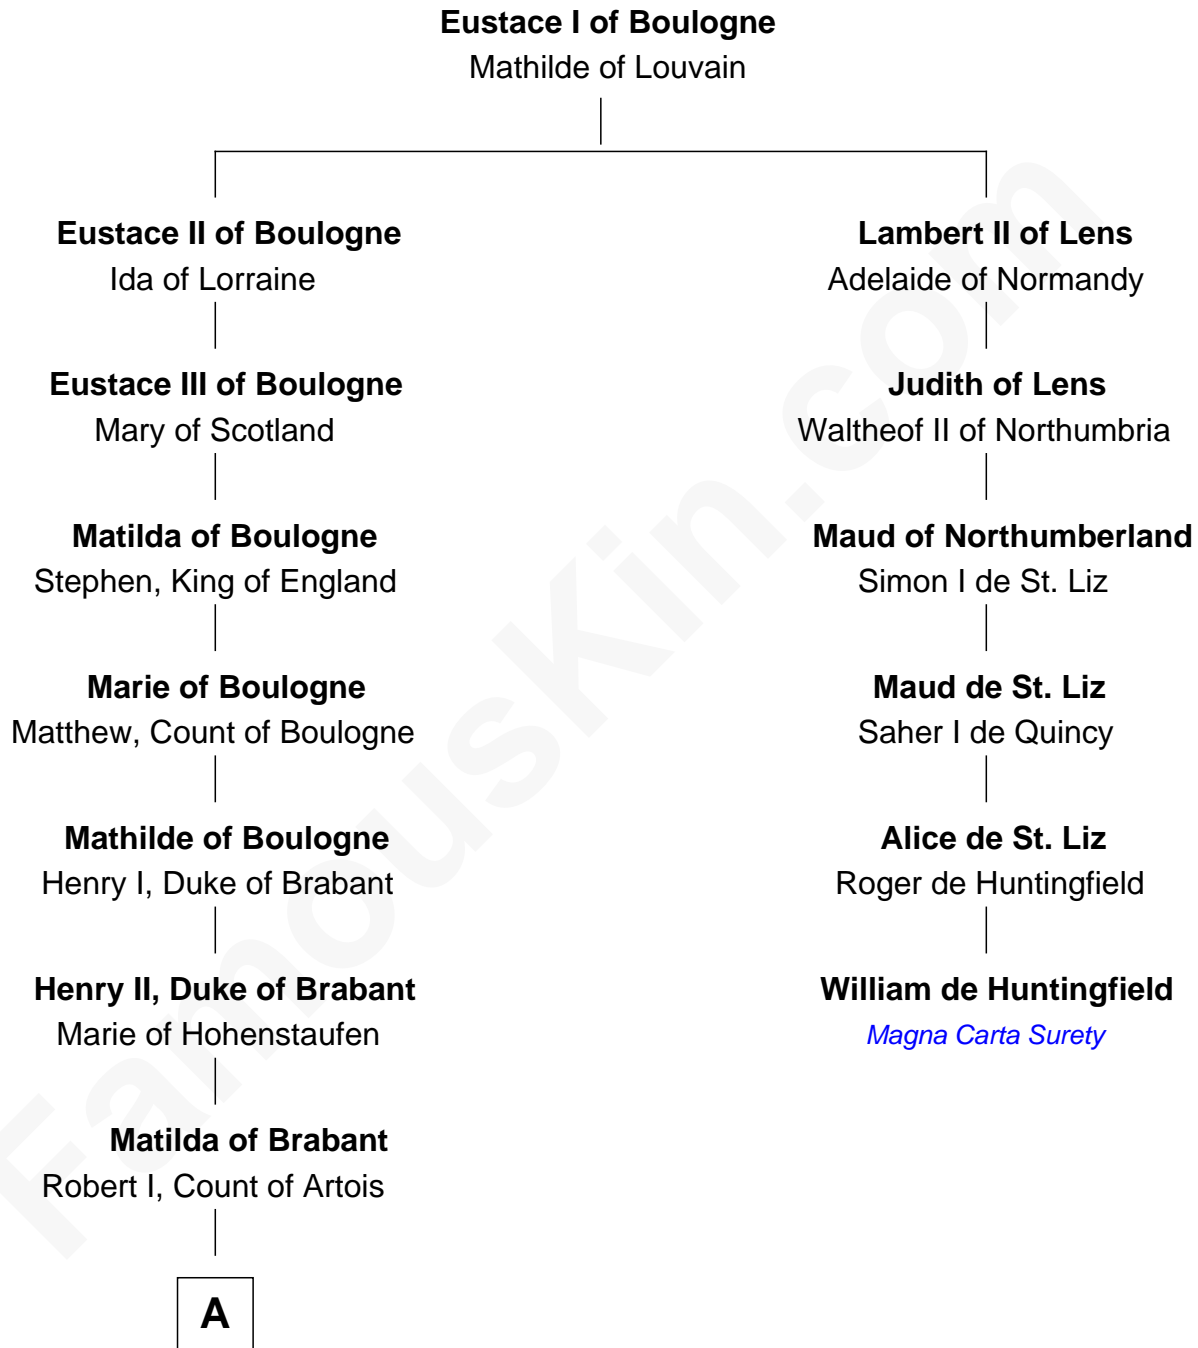 Eustace I of Boulogne
Mathilde of Louvain
Eustace II of Boulogne
Ida of Lorraine
Lambert II of Lens
Adelaide of Normandy
Eustace III of Boulogne
Mary of Scotland
Judith of Lens
Waltheof II of Northumbria
Matilda of Boulogne
Stephen, King of England
Maud of Northumberland
Simon I de St. Liz
Marie of Boulogne
Matthew, Count of Boulogne
Maud de St. Liz
Saher I de Quincy
Mathilde of Boulogne
Henry I, Duke of Brabant
Alice de St. Liz
Roger de Huntingfield
Henry II, Duke of Brabant
Marie of Hohenstaufen
William de Huntingfield
Magna Carta Surety
Matilda of Brabant
Robert I, Count of Artois
A
FamousKin.com